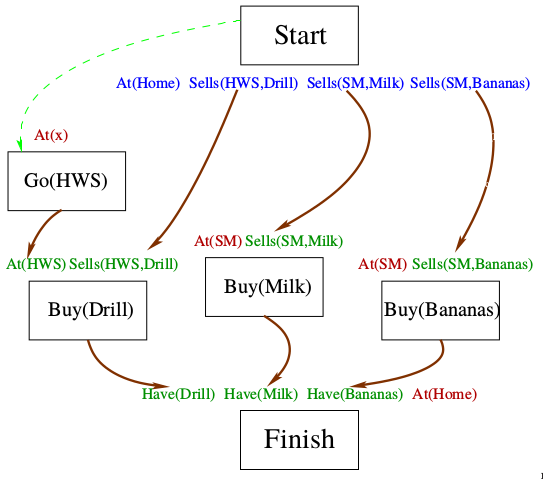 Start
At(Home) Sells(HWS,Drill) Sells(SM,Milk) Sells(SM,Bananas)
At(x)
Go(HWS)
At(SM) Sells(SM,Milk)
At(HWS) Sells(HWS,Drill)
At(SM) Sells(SM,Bananas)
Buy(Milk)
Buy(Drill)
Buy(Bananas)
Have(Drill) Have(Milk) Have(Bananas) At(Home)
Finish